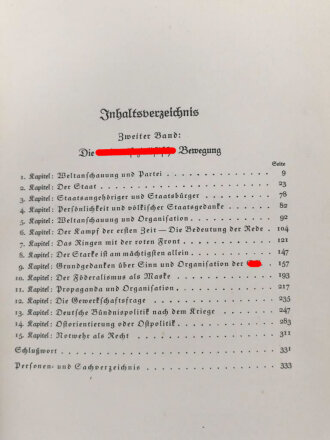 Inhaltsverzeichnis
Zweiter Band:
Die Bewegung
Seite
1. Kapitel: Weltanschauung und Partei 9
2. Kapitel: Der Staat 23
3. Kapitel: Staatsangehöriger und Staatsbürger 78
4. Kapitel: Persönlichkeit und völkischer Staatsgedanke 82
5. Kapitel: Weltanschauung und Organisation 92
6. Kapitel: Der Kampf der ersten Zeit — Die Bedeutung der Rede 104
7. Kapitel: Das Ringen mit der roten Front 121
8. Kapitel: Der Starke ist am mächtigsten allein 147
9. Kapitel: Grundgedanken über Sinn und Organisation der 157
10. Kapitel: Der Föderalismus als Maske 193
11. Kapitel: Propaganda und Organisation 217
12. Kapitel: Die Gewerkschaftsfrage 235
13. Kapitel: Deutsche Bündnispolitik nach dem Kriege 247
14. Kapitel: Ostorientierung oder Ostpolitik 283
15. Kapitel: Notwehr als Recht 311
Schlußwort 331
Personen- und Sachverzeichnis 333